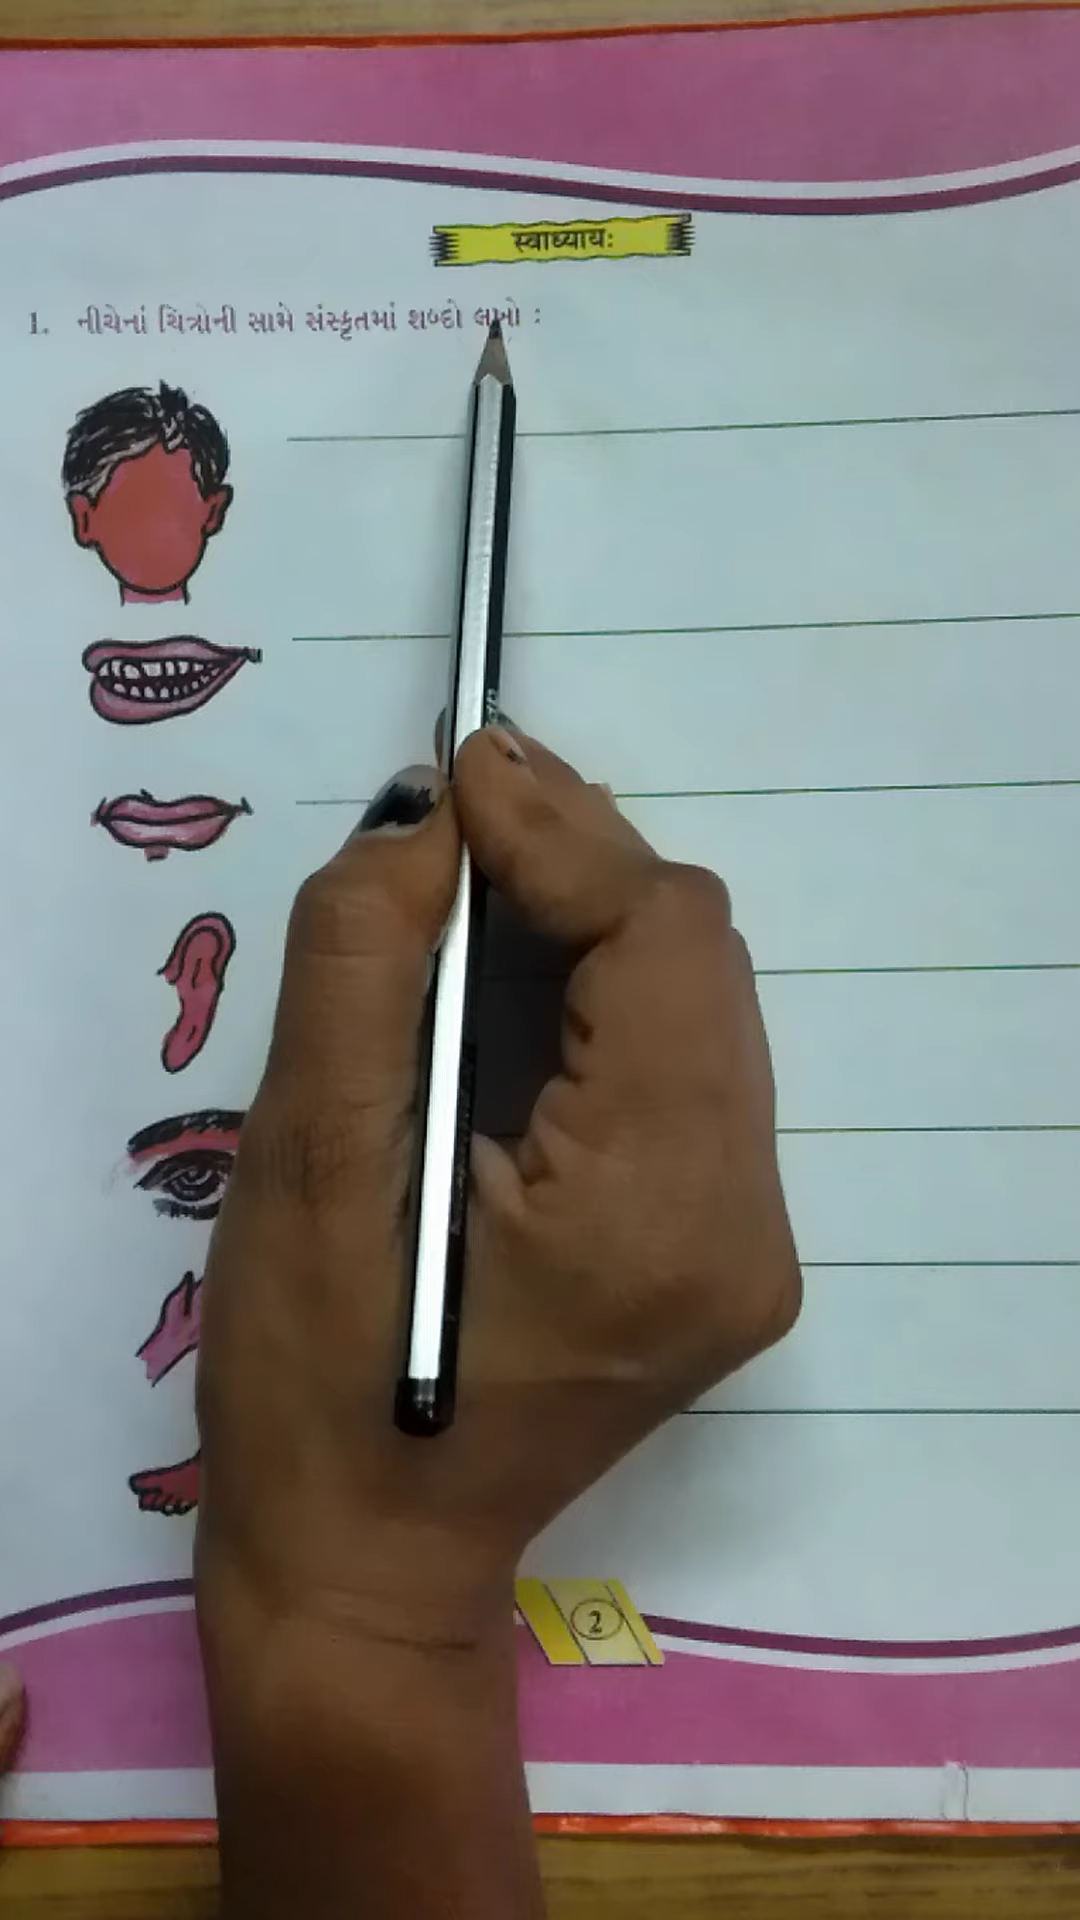 स्वाध्यायः
1. નીચેનાં ચિત્રોની સામે સંસ્કૃતમાં શબ્દો લખો :
2